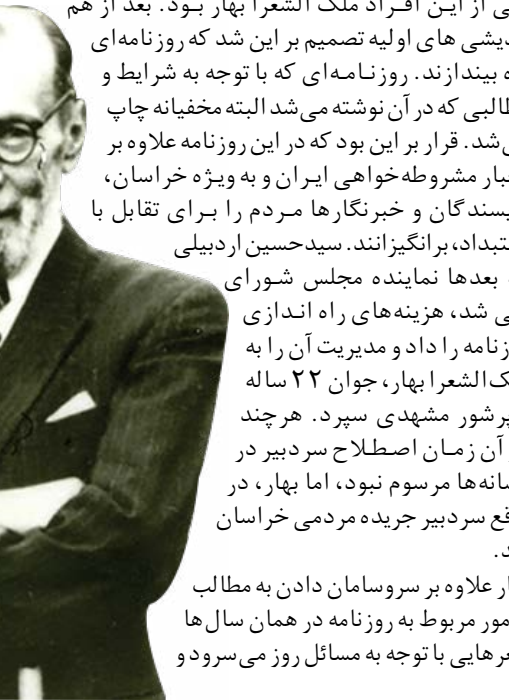 ی از این افراد ملک الشعرا بهار بود. بعد از هم
دیشی های اولیه تصمیم بر این شد که روزنامه‌ای
ه بیندازند. روزنامه‌ای که با توجه به شرایط و
طالبی که در آن نوشته می‌شد البته مخفیانه چاپ
ی‌شد. قرار بر این بود که در این روزنامه علاوه بر
بار مشروطه‌خواهی ایران و به ویژه خراسان،
یسندگان و خبرنگارها مردم را برای تقابل با
تبداد، برانگیزانند. سیدحسین اردبیلی
بعدها نماینده مجلس شورای
ی شد، هزینه‌های راه اندازی
زنامه را داد و مدیریت آن را به
ک‌الشعرا بهار، جوان ۲۲ ساله
پرشور مشهدی سپرد. هرچند
ر آن زمان اصطلاح سردبیر در
سانه‌ها مرسوم نبود، اما بهار، در
قع سردبیر جریده مردمی خراسان
د.
ار علاوه بر سروسامان دادن به مطالب
مور مربوط به روزنامه در همان سال‌ها
عرهایی با توجه به مسائل روز می‌سرود و